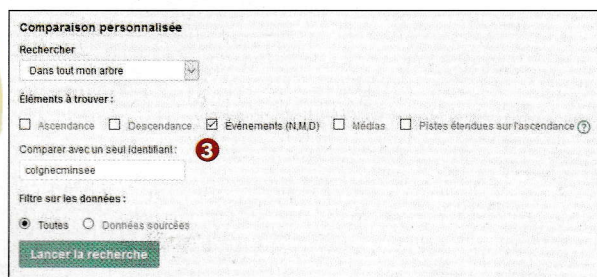 Comparaison personnalisée
Rechercher
Dans tout mon arbre
Éléments à trouver :
Ascendance Descendance Événements (N,M,D) Médias Pistes étendues sur l'ascendance ?
Comparer avec un seul identifiant :
3
colgnecminsee
Filtre sur les données :
Toutes Données sourcées
Lancer la recherche